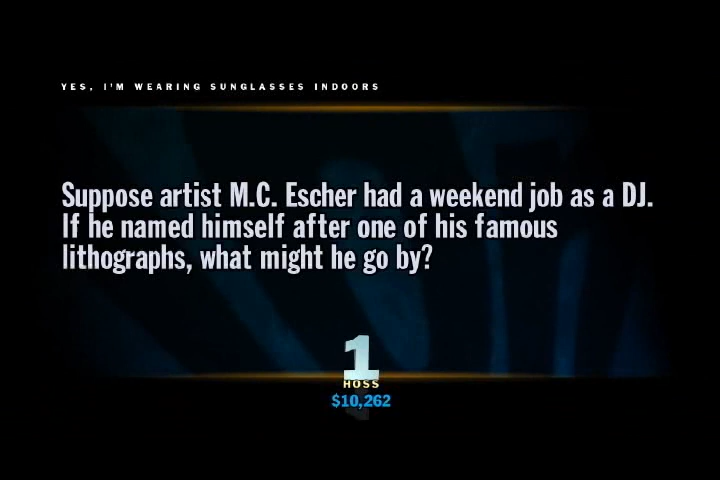 YES, I'M WEARING SUNGLASSES INDOORS
Suppose artist M.C. Escher had a weekend job as a DJ.
If he named himself after one of his famous
lithographs, what might he go by?
1
HOSS
$10,262